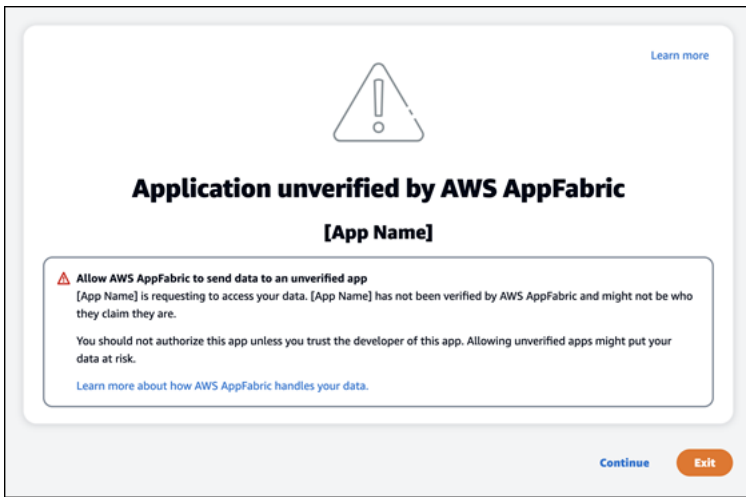 Learn more
Application unverified by AWS AppFabric
[App Name]
Allow AWS AppFabric to send data to an unverified app
[App Name] is requesting to access your data. [App Name] has not been verified by AWS AppFabric and might not be who
they claim they are.
You should not authorize this app unless you trust the developer of this app. Allowing unverified apps might put your
data at risk.
Learn more about how AWS AppFabric handles your data.
Continue
Exit